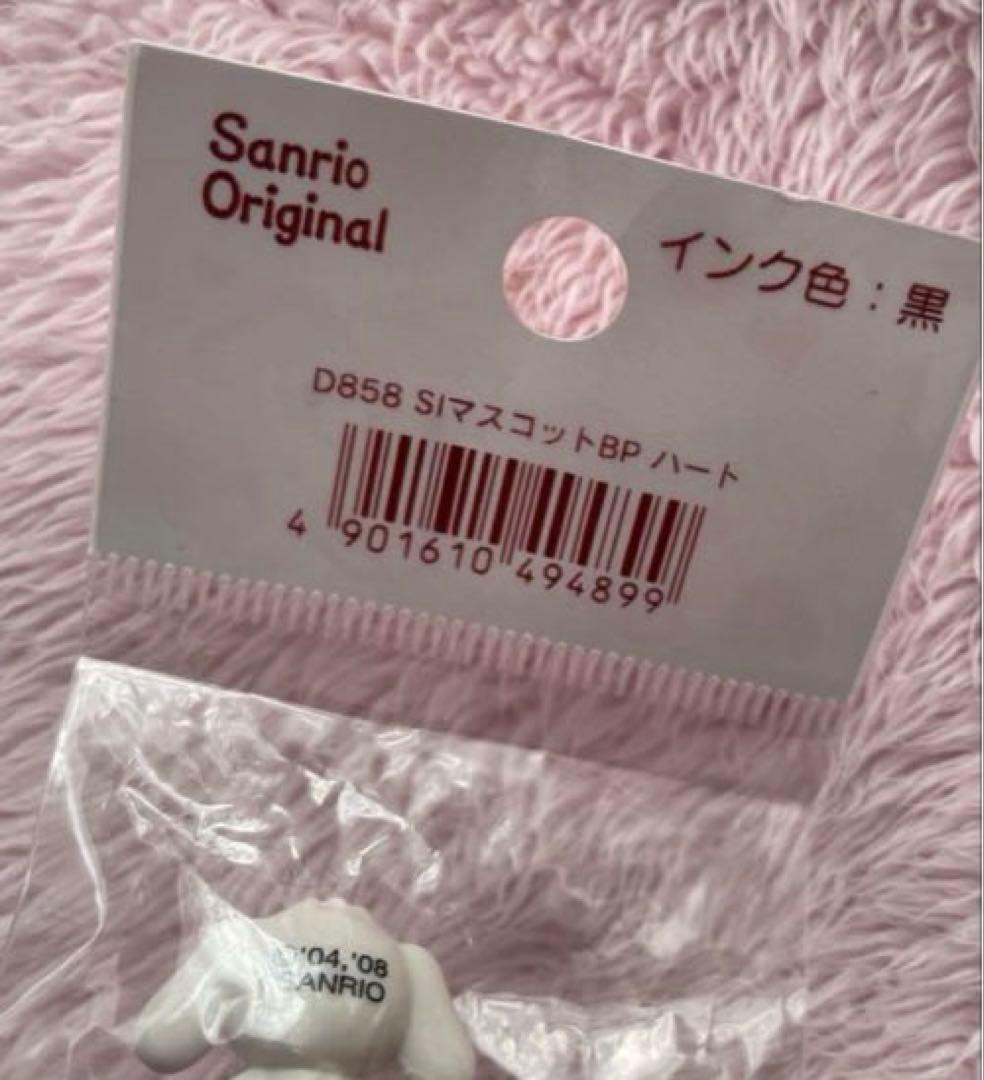 Sanrio
Original
インク色：黒
D858 SIマスコットBP ハート
4 901610 494899
©'04,'08
SANRIO